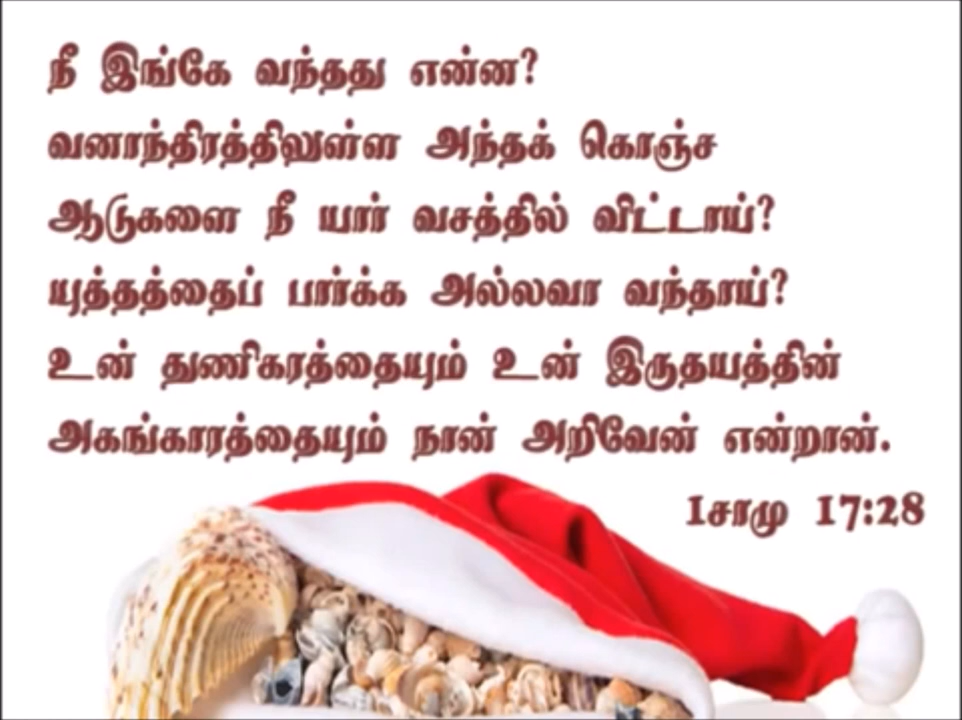 நீ இங்கே வந்தது என்ன?
வனாந்திரத்திலுள்ள அந்தக் கொஞ்ச
ஆடுகளை நீ யார் வசத்தில் விட்டாய்?
யுத்தத்தைப் பார்க்க அல்லவா வந்தாய்?
உன் துணிகரத்தையும் உன் இருதயத்தின்
அகங்காரத்தையும் நான் அறிவேன் என்றான்.
1சாமு 17:28